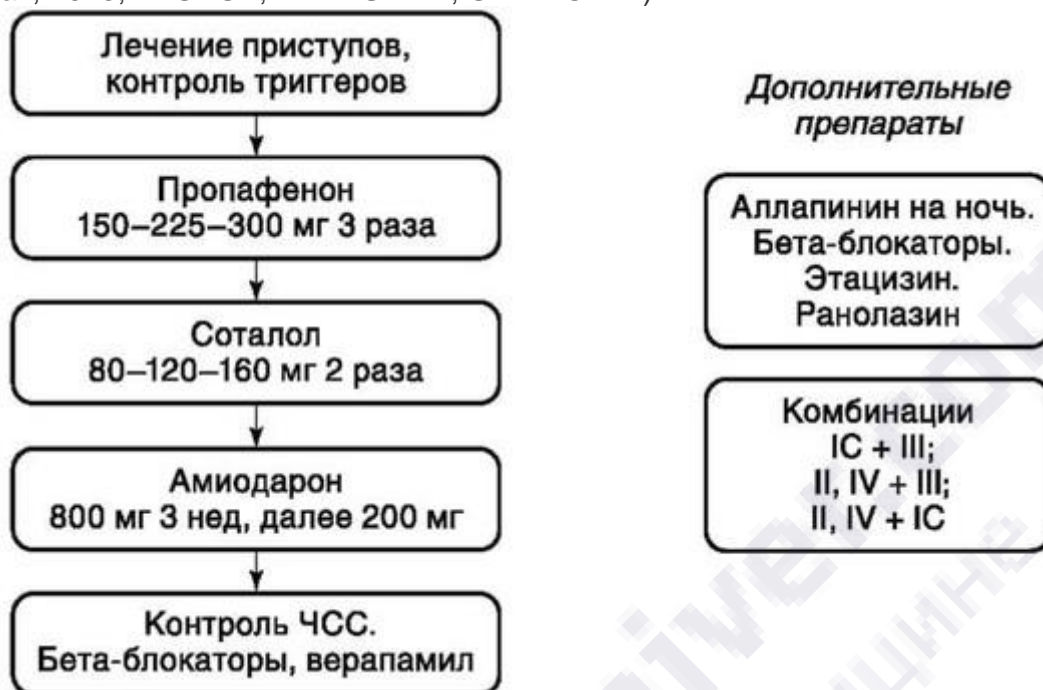 Лечение приступов,
контроль триггеров
Пропафенон
150–225–300 мг 3 раза
Соталол
80–120–160 мг 2 раза
Амиодарон
800 мг 3 нед, далее 200 мг
Контроль ЧСС.
Бета-блокаторы, верапамил
Дополнительные
препараты
Аллапинин на ночь.
Бета-блокаторы.
Этацизин.
Ранолазин
Комбинации
IC + III;
II, IV + III;
II, IV + IC